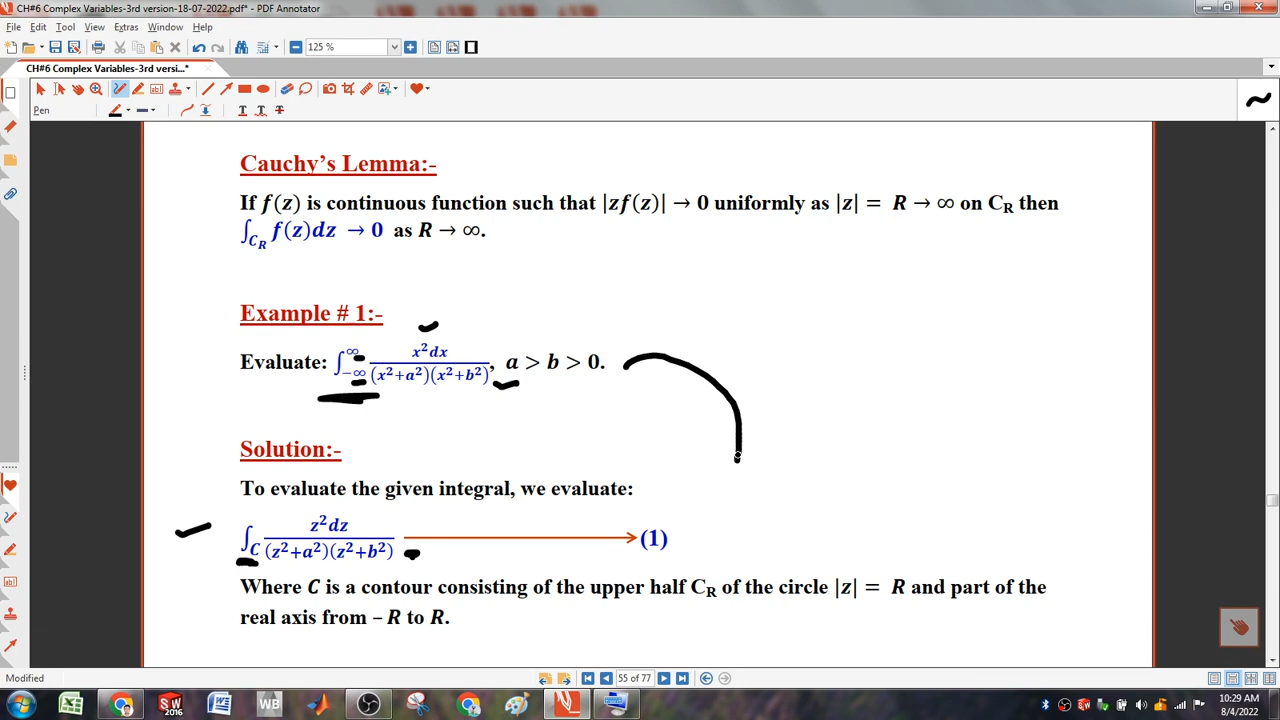 CH#6 Complex Variables-3rd version-18-07-2022.pdf* - PDF Annotator
File Edit Tool View Extras Window Help
125 %
CH#6 Complex Variables-3rd versi...*
Pen
Cauchy’s Lemma:-
If f(z) is continuous function such that |zf(z)| → 0 uniformly as |z| = R → ∞ on C_R then
∫_{C_R} f(z)dz → 0 as R → ∞.
Example # 1:-
Evaluate: ∫_{−∞}^{∞} x²dx/((x²+a²)(x²+b²)), a > b > 0.
Solution:-
To evaluate the given integral, we evaluate:
∫_C z²dz/((z²+a²)(z²+b²)) → (1)
Where C is a contour consisting of the upper half C_R of the circle |z| = R and part of the
real axis from – R to R.
Modified
55 of 77
SW
2016
WB
10:29 AM
8/4/2022